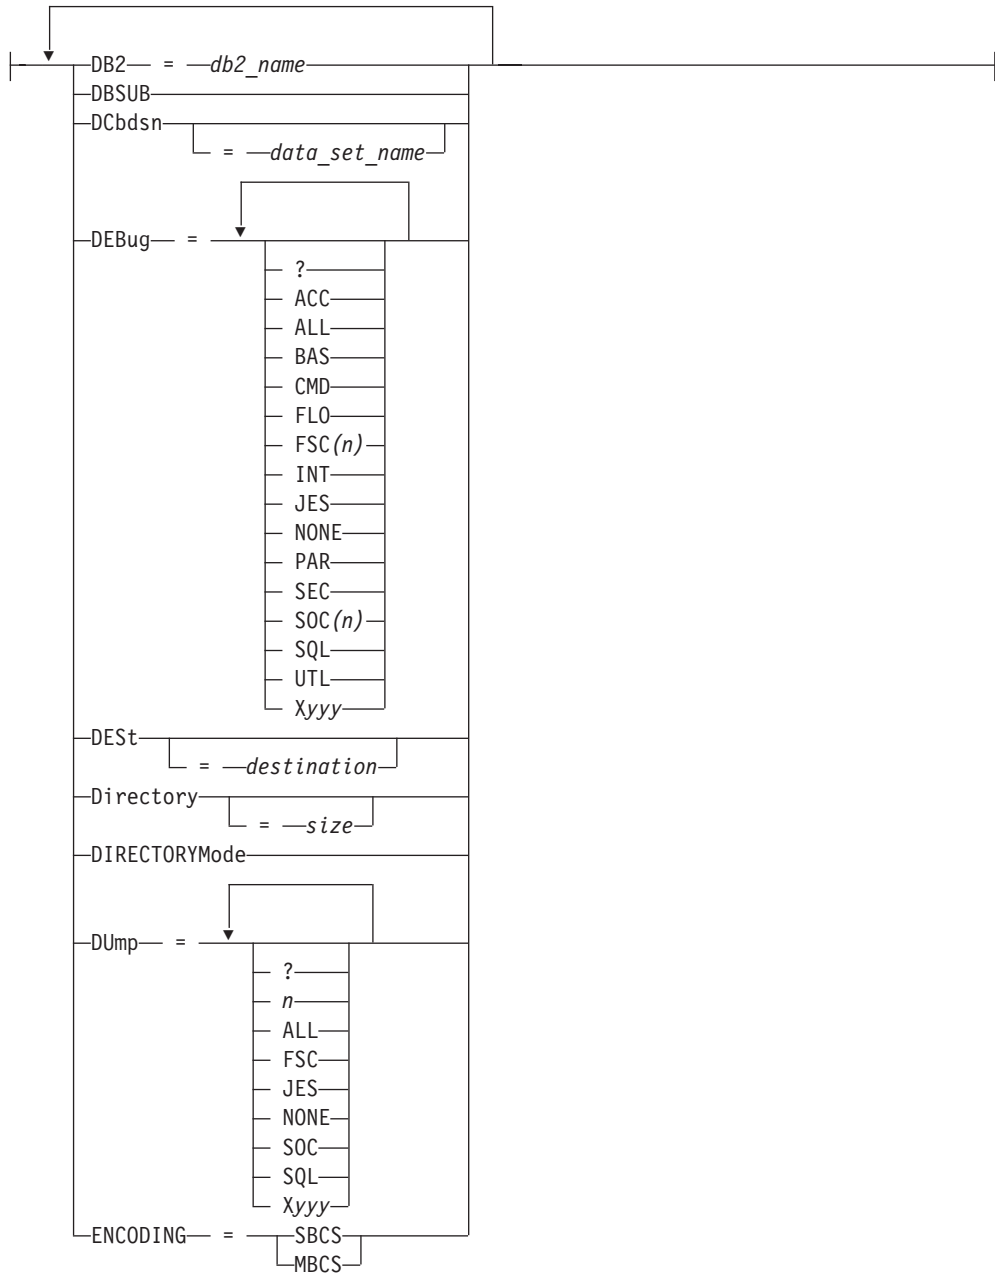 DB2 = db2_name
DBSUB
DCbdsn
= data_set_name
DEBug =
?
ACC
ALL
BAS
CMD
FLO
FSC(n)
INT
JES
NONE
PAR
SEC
SOC(n)
SQL
UTL
Xyyy
DESt
= destination
Directory
= size
DIRECTORYMode
DUmp =
?
n
ALL
FSC
JES
NONE
SOC
SQL
Xyyy
ENCODING = SBCS
MBCS